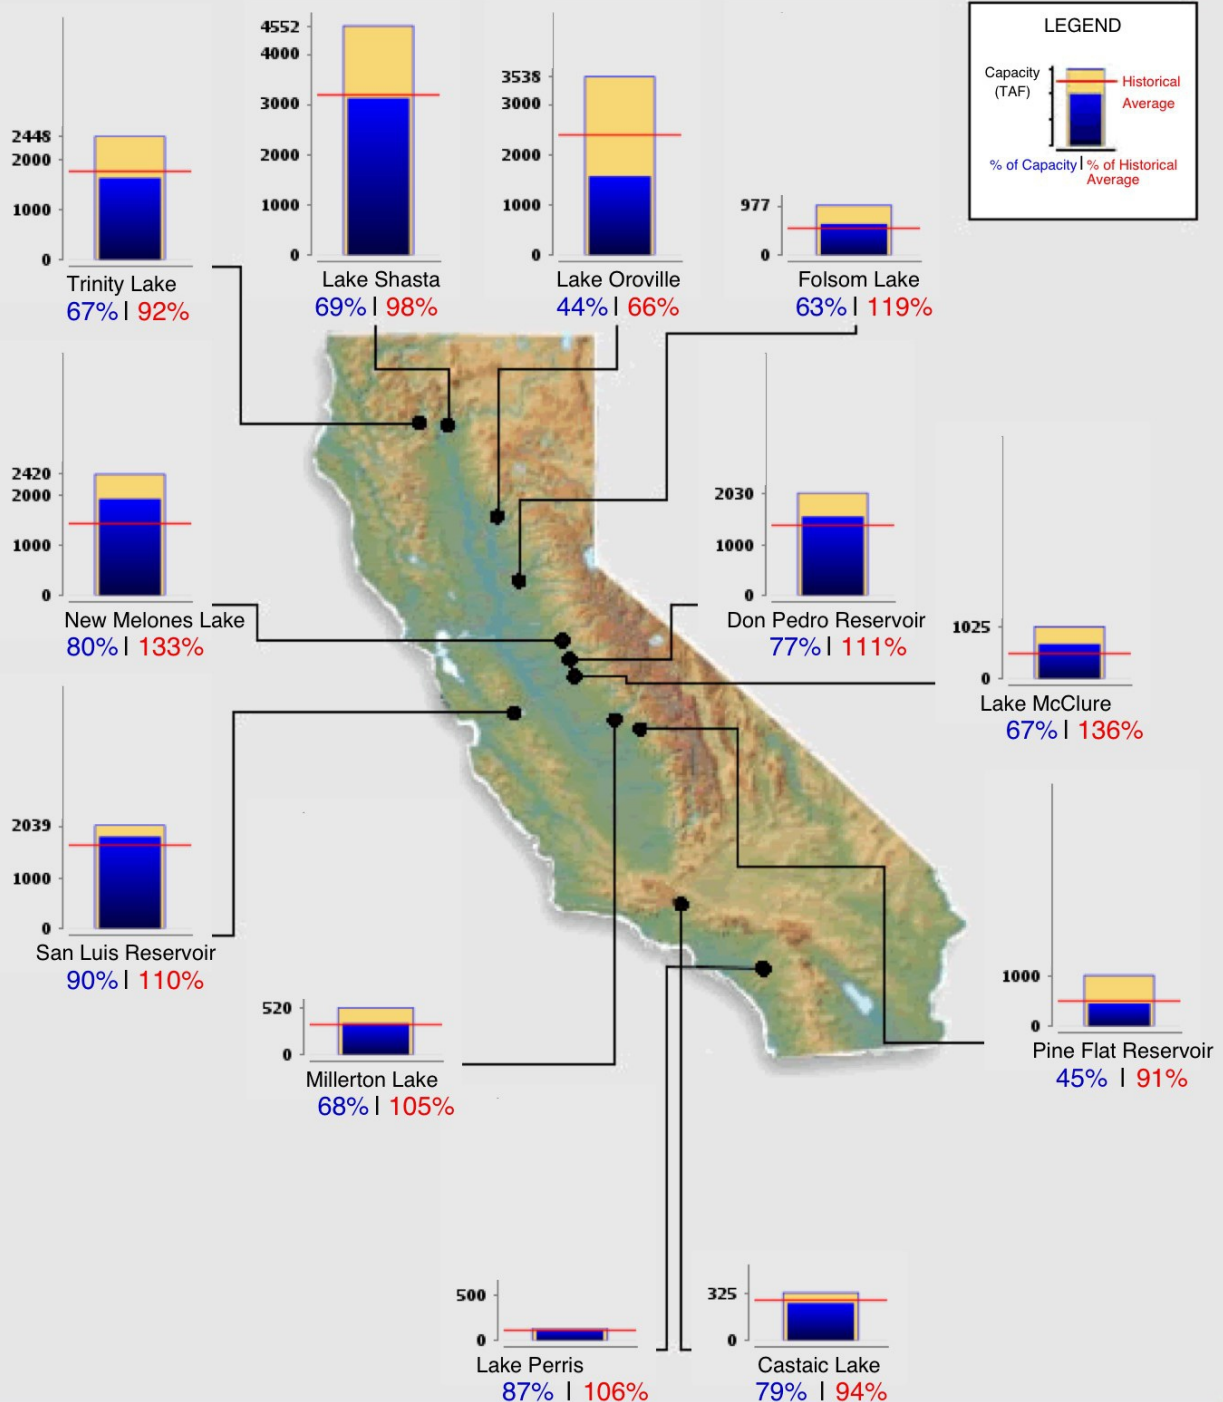 LEGEND
Capacity
(TAF)
Historical
Average
% of Capacity | % of Historical
Average
2448
2000
1000
0
Trinity Lake
67% | 92%
4552
4000
3000
2000
1000
0
Lake Shasta
69% | 98%
3538
3000
2000
1000
0
Lake Oroville
44% | 66%
977
0
Folsom Lake
63% | 119%
2420
2000
1000
0
New Melones Lake
80% | 133%
2030
1000
0
Don Pedro Reservoir
77% | 111%
1025
0
Lake McClure
67% | 136%
2039
1000
0
San Luis Reservoir
90% | 110%
520
0
Millerton Lake
68% | 105%
1000
0
Pine Flat Reservoir
45% | 91%
500
0
Lake Perris
87% | 106%
325
0
Castaic Lake
79% | 94%